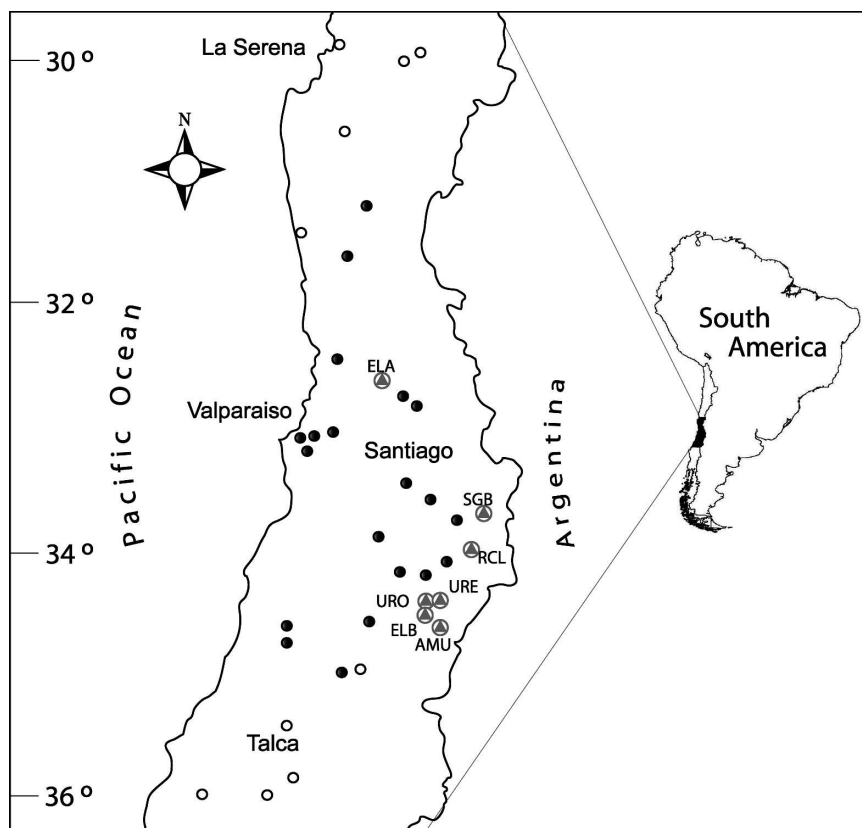 30 º
32 º
34 º
36 º
N
La Serena
Valparaiso
Santiago
Talca
Pacific Ocean
Argentina
ELA
SGB
RCL
URO
URE
ELB
AMU
South
America